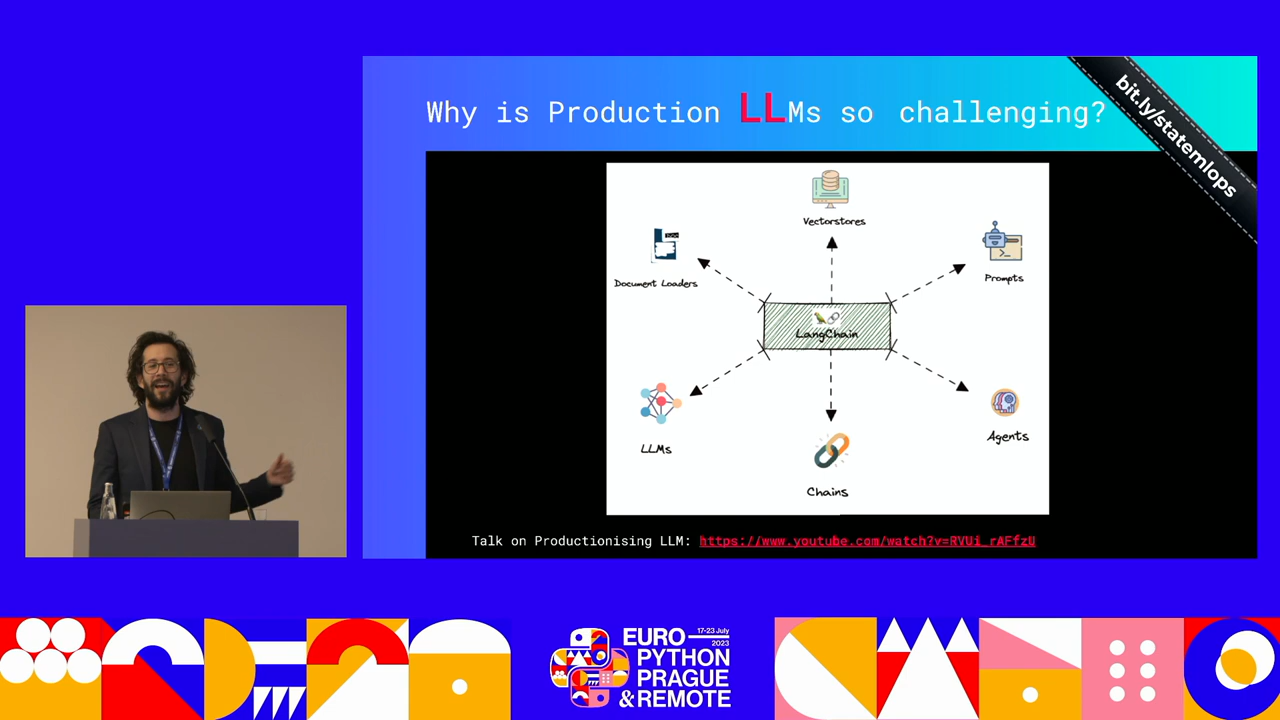 Why is Production LLMs so challenging?
bit.ly/statemlops
Vectorstores
Document Loaders
Prompts
LangChain
LLMs
Agents
Chains
Talk on Productionising LLM: https://www.youtube.com/watch?v=RVUi_rAFfzU
EURO 17-23 July 2023
PYTHON
PRAGUE
& REMOTE